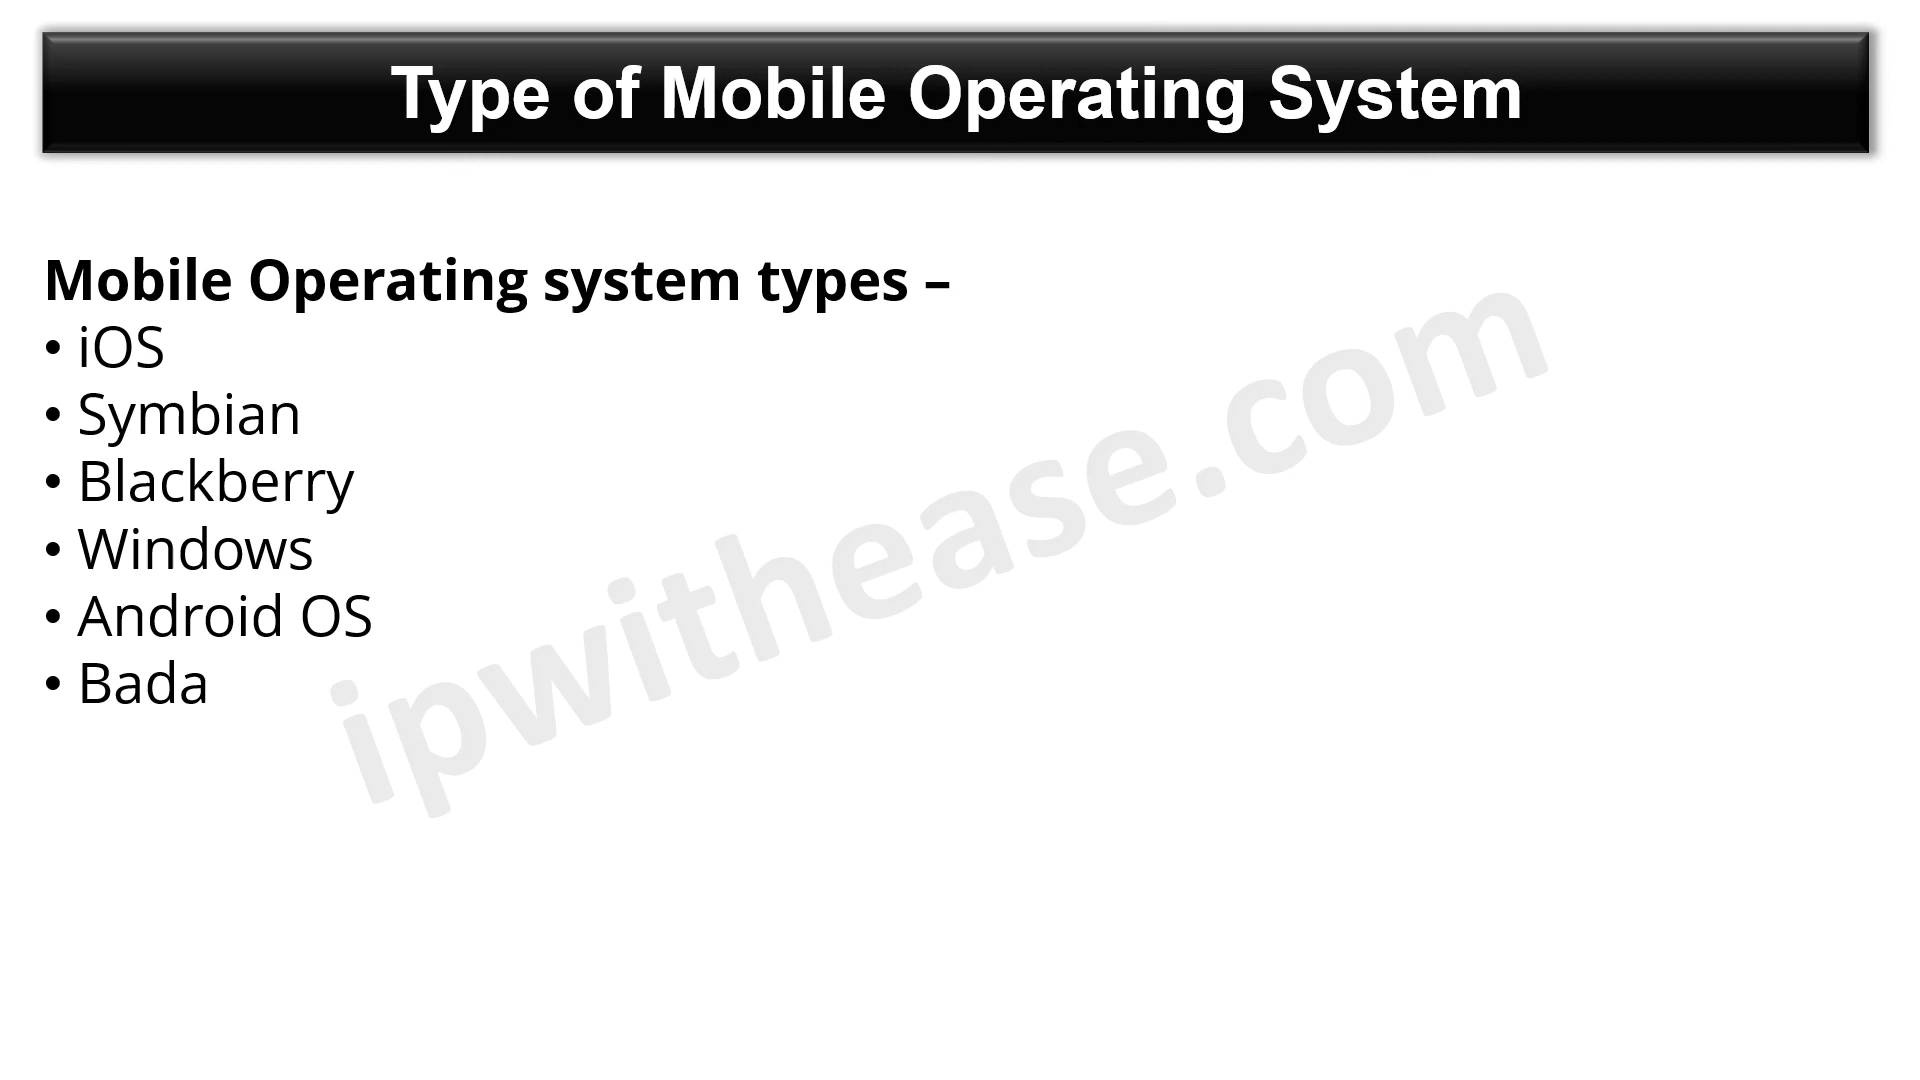 Type of Mobile Operating System
Mobile Operating system types –
• iOS
• Symbian
• Blackberry
• Windows
• Android OS
• Bada
ipwithease.com